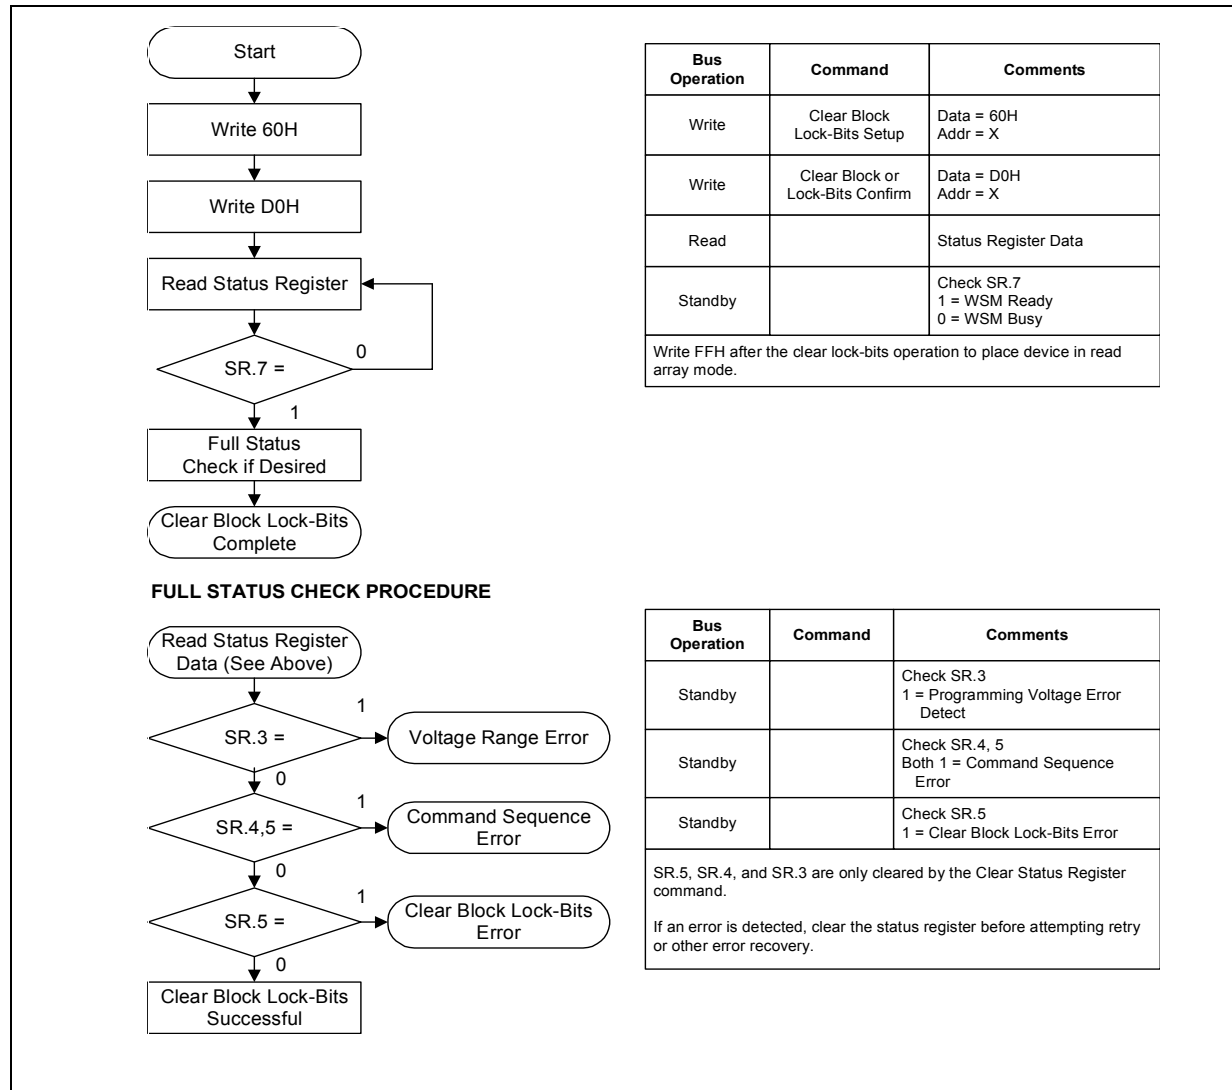 Start
Write 60H
Write D0H
Read Status Register
SR.7 =
0
1
Full Status
Check if Desired
Clear Block Lock-Bits
Complete
Bus
Operation
Command
Comments
Write
Clear Block
Lock-Bits Setup
Data = 60H
Addr = X
Write
Clear Block or
Lock-Bits Confirm
Data = D0H
Addr = X
Read
Status Register Data
Standby
Check SR.7
1 = WSM Ready
0 = WSM Busy
Write FFH after the clear lock-bits operation to place device in read
array mode.
FULL STATUS CHECK PROCEDURE
Read Status Register
Data (See Above)
SR.3 =
1
Voltage Range Error
0
SR.4,5 =
1
Command Sequence
Error
0
SR.5 =
1
Clear Block Lock-Bits
Error
0
Clear Block Lock-Bits
Successful
Bus
Operation
Command
Comments
Standby
Check SR.3
1 = Programming Voltage Error
Detect
Standby
Check SR.4, 5
Both 1 = Command Sequence
Error
Standby
Check SR.5
1 = Clear Block Lock-Bits Error
SR.5, SR.4, and SR.3 are only cleared by the Clear Status Register
command.
If an error is detected, clear the status register before attempting retry
or other error recovery.